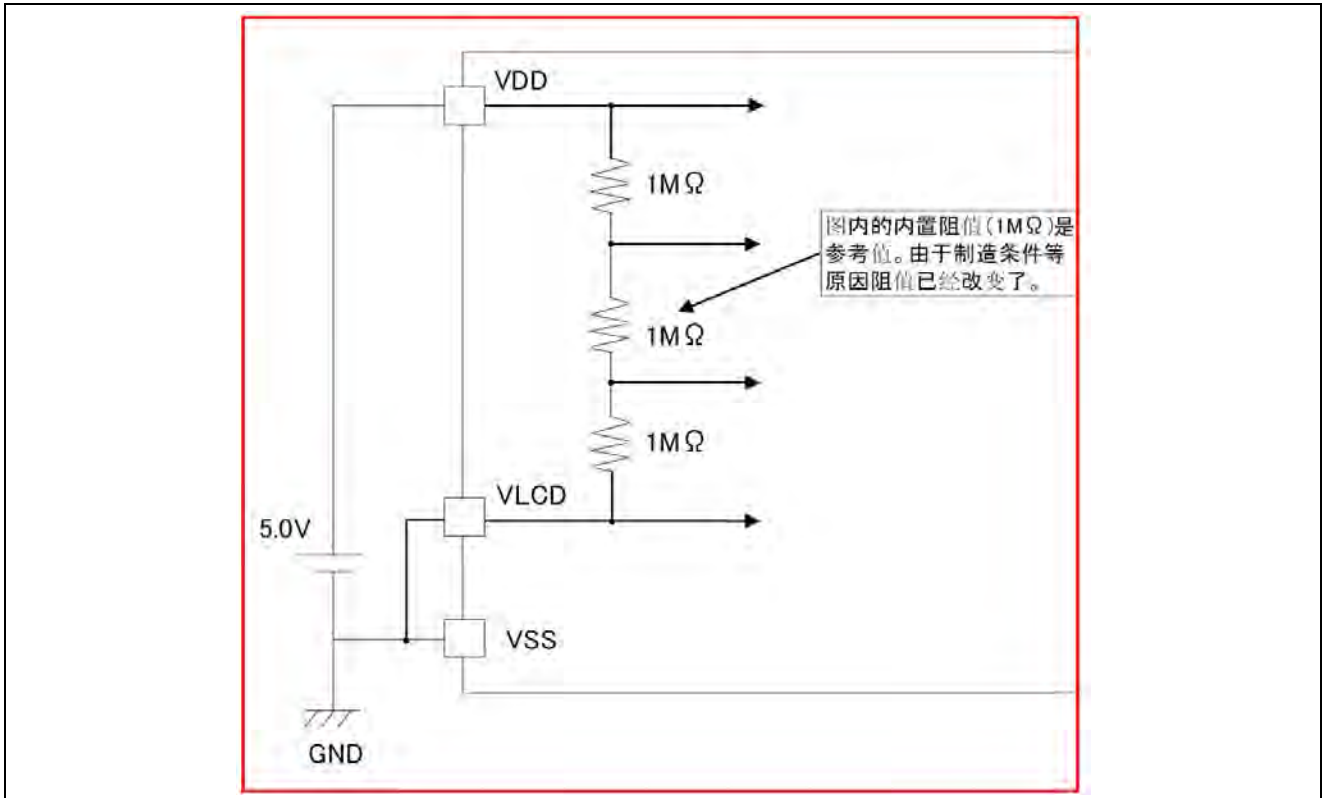 VDD
1MΩ
图内的内置阻值(1MΩ)是
参考值。由于制造条件等
原因阻值已经改变了。
1MΩ
1MΩ
VLCD
5.0V
VSS
GND